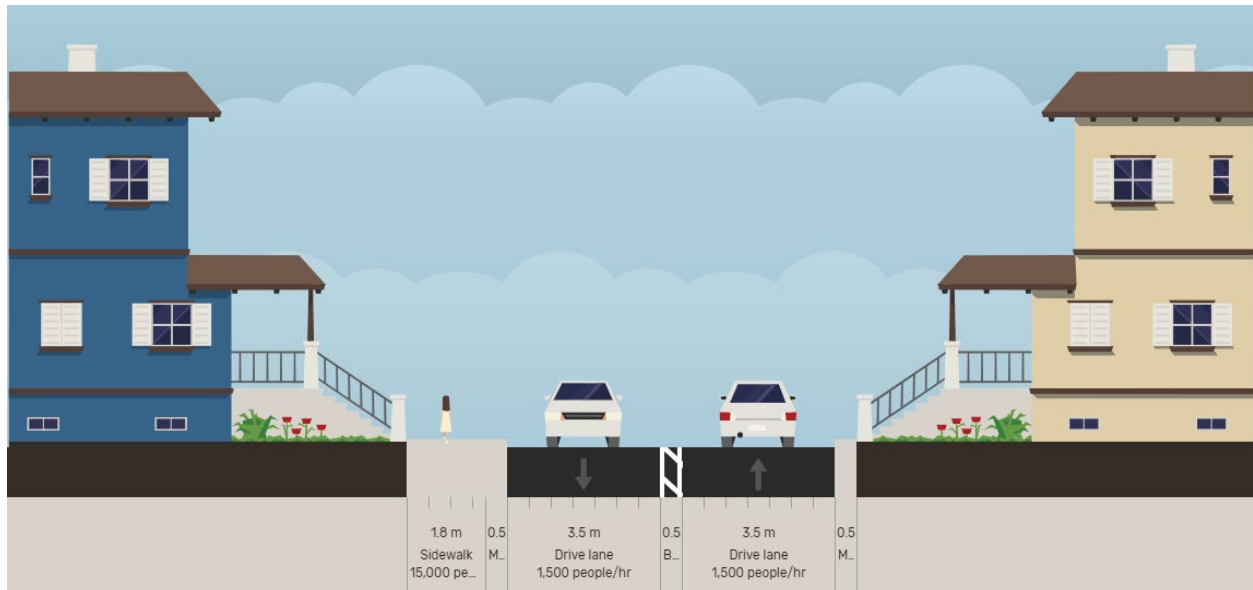 1.8 m
Sidewalk
15,000 pe...
0.5
M...
3.5 m
Drive lane
1,500 people/hr
0.5
B...
3.5 m
Drive lane
1,500 people/hr
0.5
M...